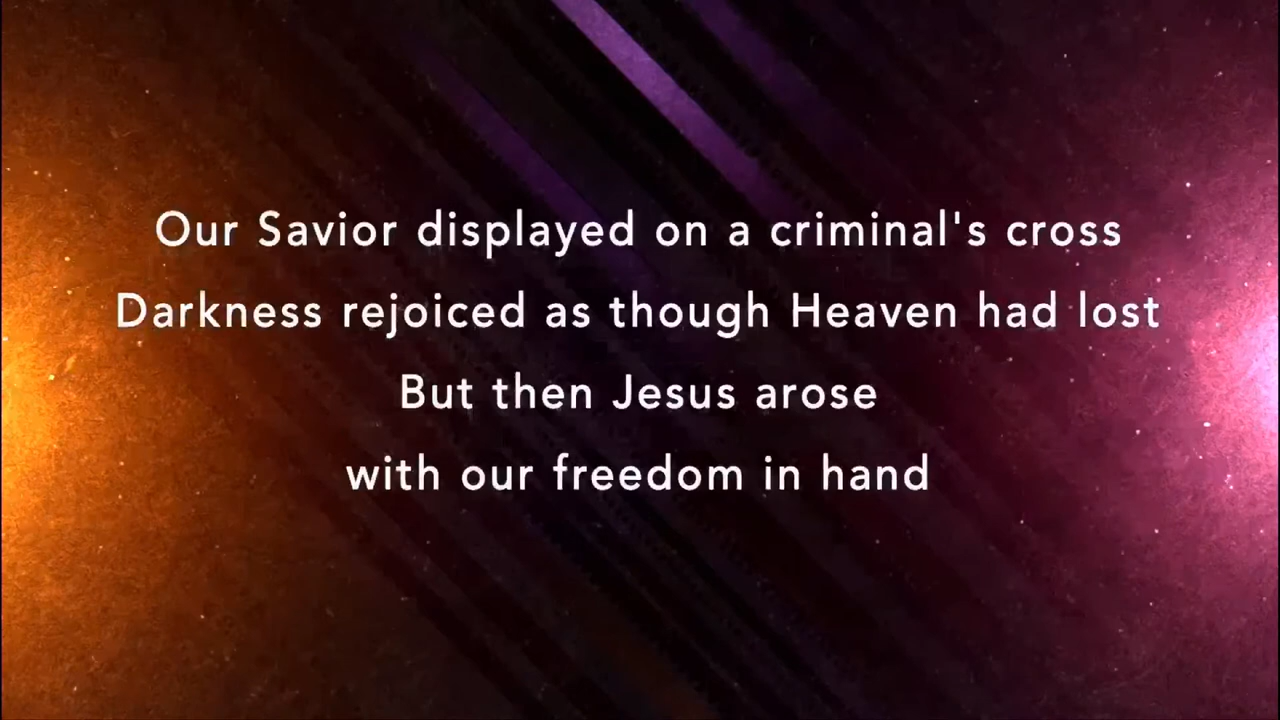 Our Savior displayed on a criminal's cross
Darkness rejoiced as though Heaven had lost
But then Jesus arose
with our freedom in hand